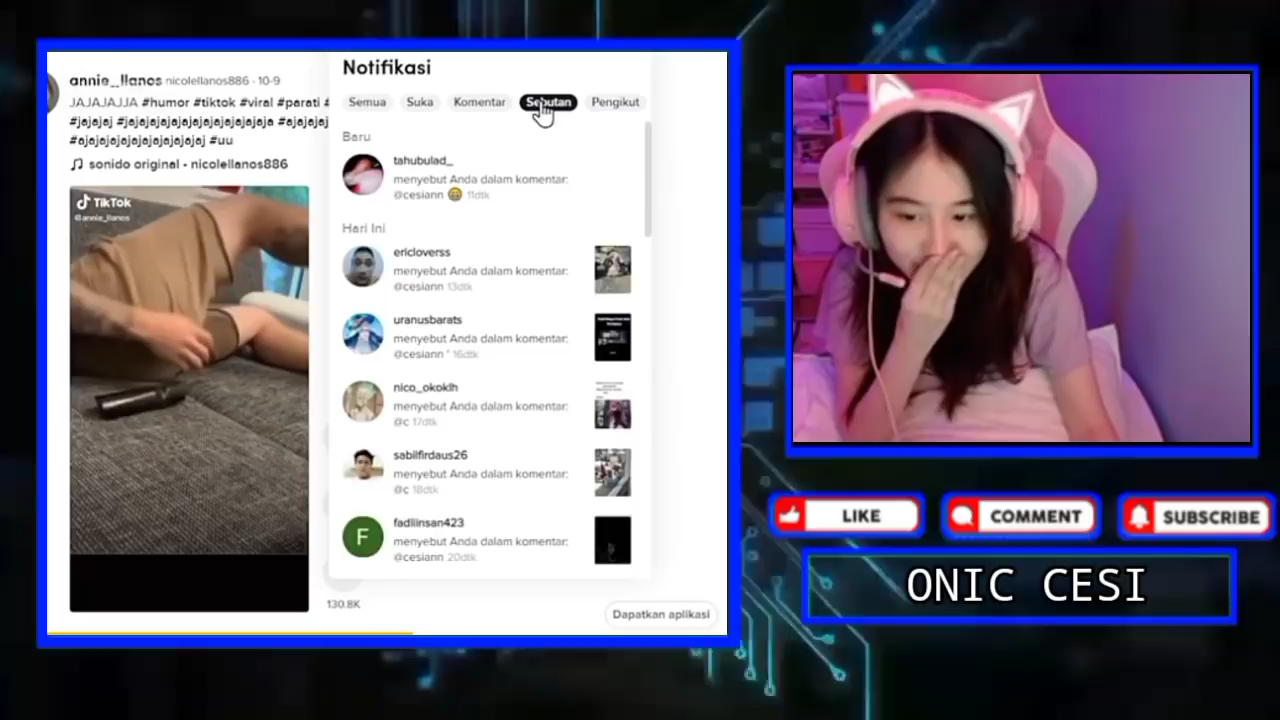 annie_llanos nicolellanos886 · 10-9
JAJAJAJJA #humor #tiktok #viral #parati #
#jajajaj #jajajajajajajajajajajaja #ajajajaj
#ajajajajajajajajajajaj #uu
sonido original - nicolellanos886
TikTok
@annie_llanos
Notifikasi
Semua Suka Komentar Sebutan Pengikut
Baru
tahubulad_
menyebut Anda dalam komentar:
@cesiann 😄 11dtk
Hari Ini
ericloverss
menyebut Anda dalam komentar:
@cesiann 13dtk
uranusbarats
menyebut Anda dalam komentar:
@cesiann " 16dtk
nico_okoklh
menyebut Anda dalam komentar:
@c 17dtk
sabilfirdaus26
menyebut Anda dalam komentar:
@c 18dtk
F
fadliinsan423
menyebut Anda dalam komentar:
@cesiann 20dtk
130.8K
Dapatkan aplikasi
LIKE COMMENT SUBSCRIBE
ONIC CESI